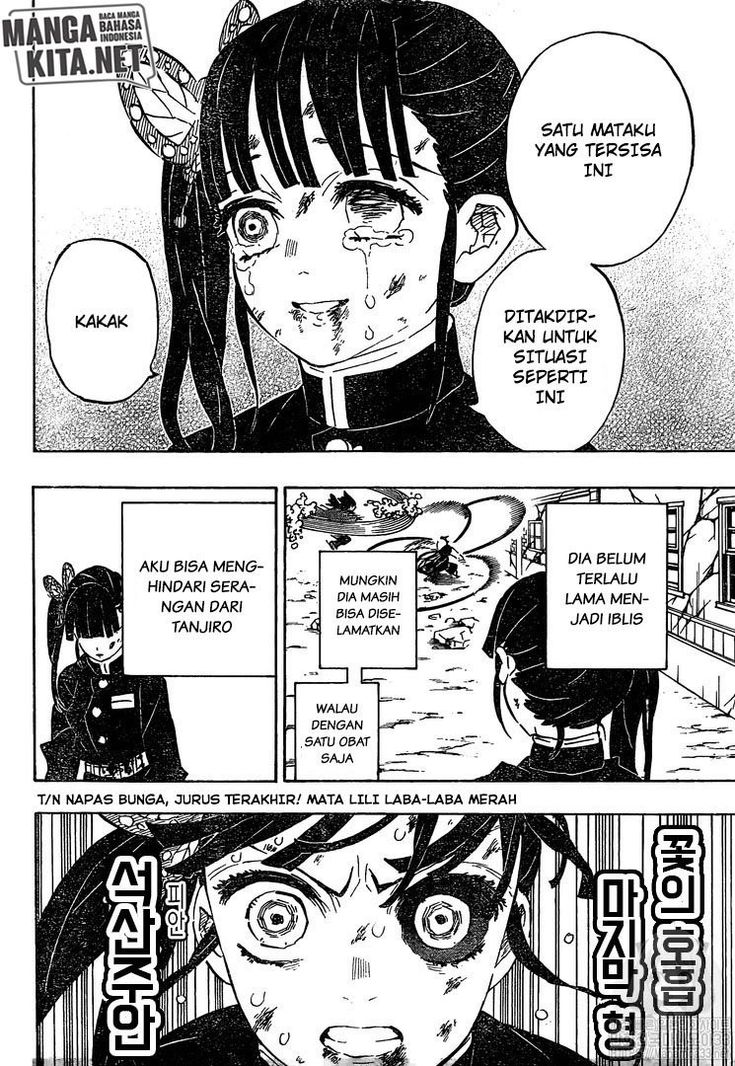 MANGA
KITA.NET
BACA MANGA
BAHASA
INDONESIA
SATU MATAKU
YANG TERSISA
INI
DITAKDIR-
KAN UNTUK
SITUASI
SEPERTI
INI
KAKAK
DIA BELUM
TERLALU
LAMA MEN-
JADI IBLIS
MUNGKIN
DIA MASIH
BISA DISE-
LAMATKAN
WALAU
DENGAN
SATU OBAT
SAJA
AKU BISA MENG-
HINDARI SERA-
NGAN DARI
TANJIRO
T/N NAPAS BUNGA, JURUS TERAKHIR! MATA LILI LABA-LABA MERAH
꽃의 호흡
마지막 형
피안
석산주안